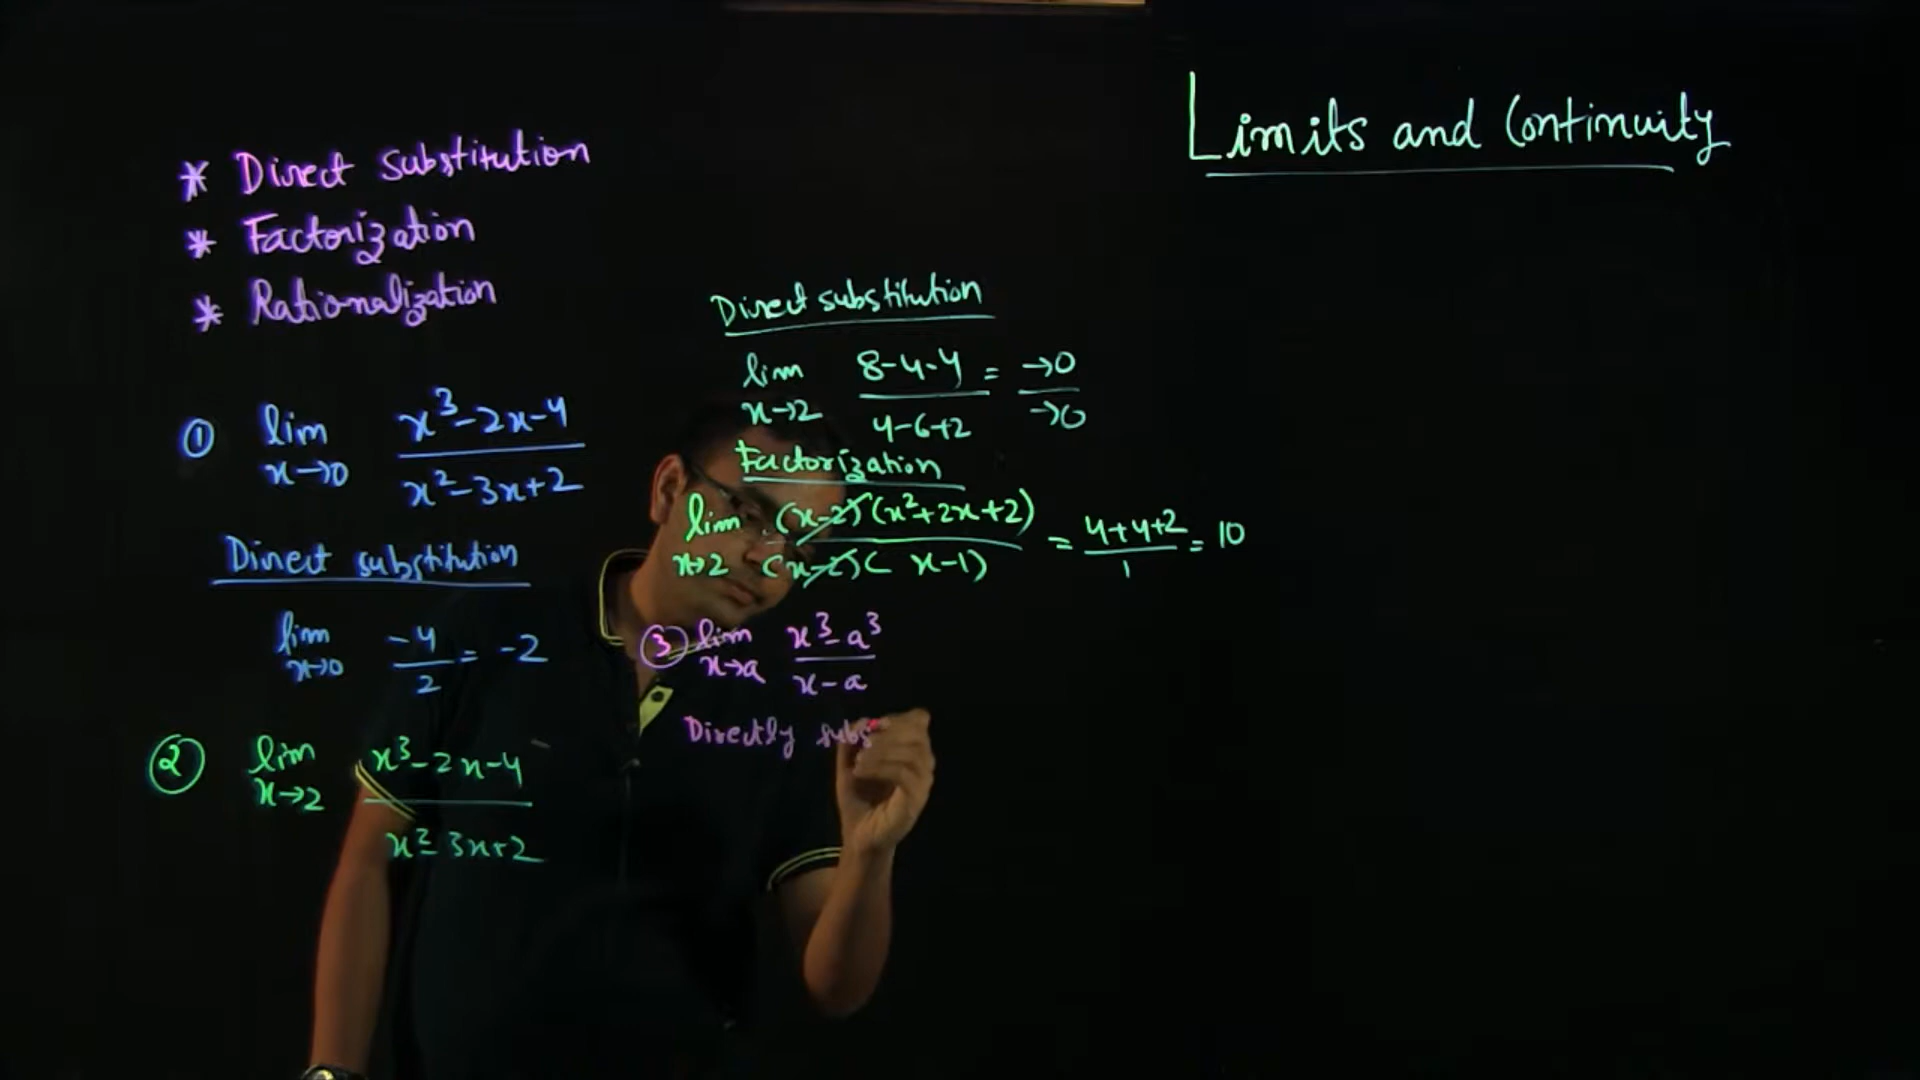 Limits and Continuity
* Direct substitution
* Factorization
* Rationalization
① lim x→0 (x³-2x-4)/(x²-3x+2)
Direct substitution
lim x→0 -4/2 = -2
② lim x→2 (x³-2x-4)/(x²-3x+2)
Direct substitution
lim x→2 (8-4-4)/(4-6+2) = →0/→0
Factorization
lim x→2 (x-2)(x²+2x+2)/(x-2)(x-1) = (4+4+2)/1 = 10
③ lim x→a (x³-a³)/(x-a)
Directly subs